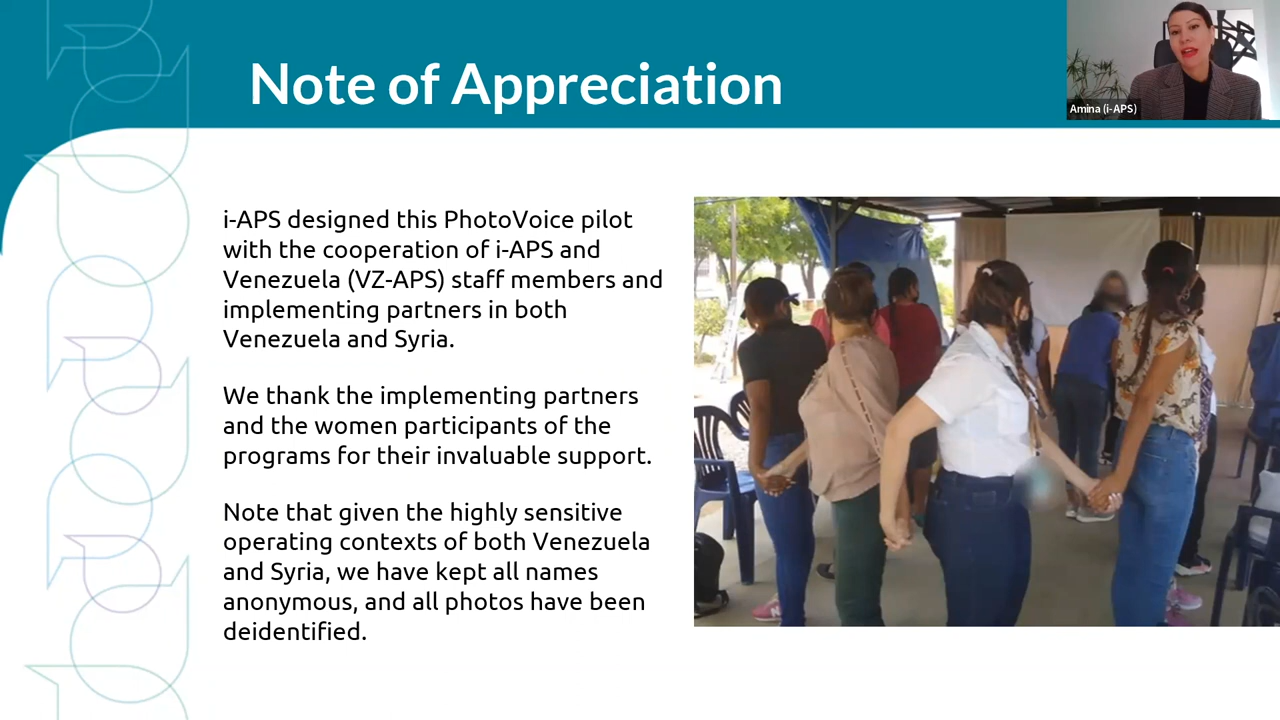 Note of Appreciation
Amina (i-APS)
i-APS designed this PhotoVoice pilot
with the cooperation of i-APS and
Venezuela (VZ-APS) staff members and
implementing partners in both
Venezuela and Syria.
We thank the implementing partners
and the women participants of the
programs for their invaluable support.
Note that given the highly sensitive
operating contexts of both Venezuela
and Syria, we have kept all names
anonymous, and all photos have been
deidentified.